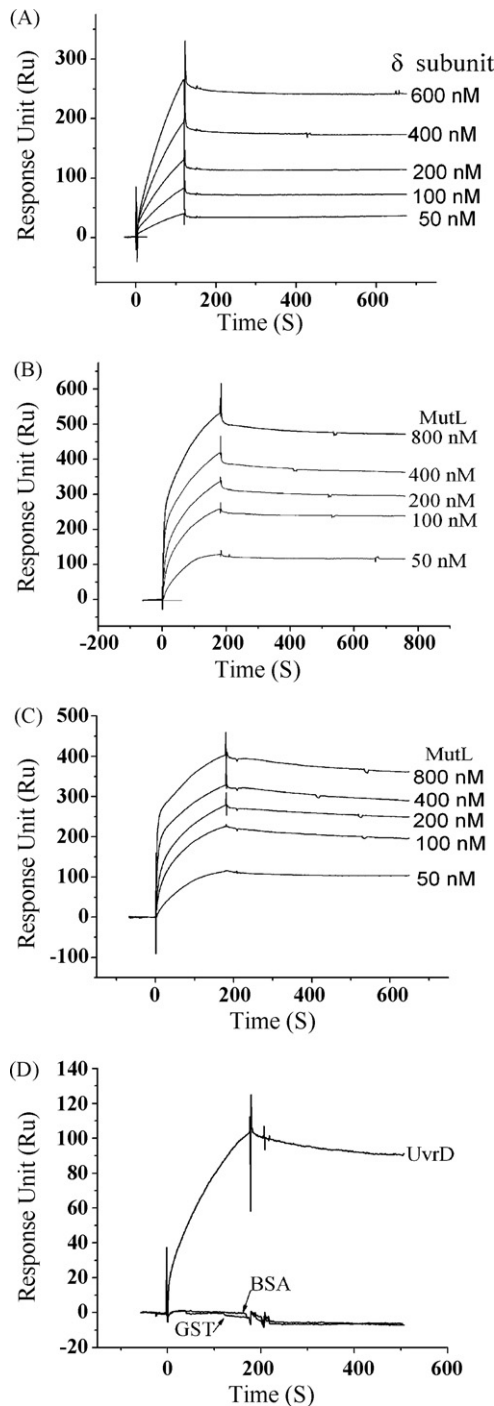 (A)
δ subunit
300
600 nM
200
400 nM
200 nM
100
100 nM
50 nM
0
0 200 400 600
Response Unit (Ru)
Time (S)
(B)
600
MutL
500
800 nM
400
400 nM
300
200 nM
200
100 nM
100
50 nM
0
-200 0 200 400 600 800
Response Unit (Ru)
Time (S)
(C)
500
MutL
400
800 nM
300
400 nM
200 nM
200
100 nM
100
50 nM
0
-100
0 200 400 600
Response Unit (Ru)
Time (S)
(D)
140
120
100
UvrD
80
60
40
20
BSA
0
GST
-20
0 200 400 600
Response Unit (Ru)
Time (S)